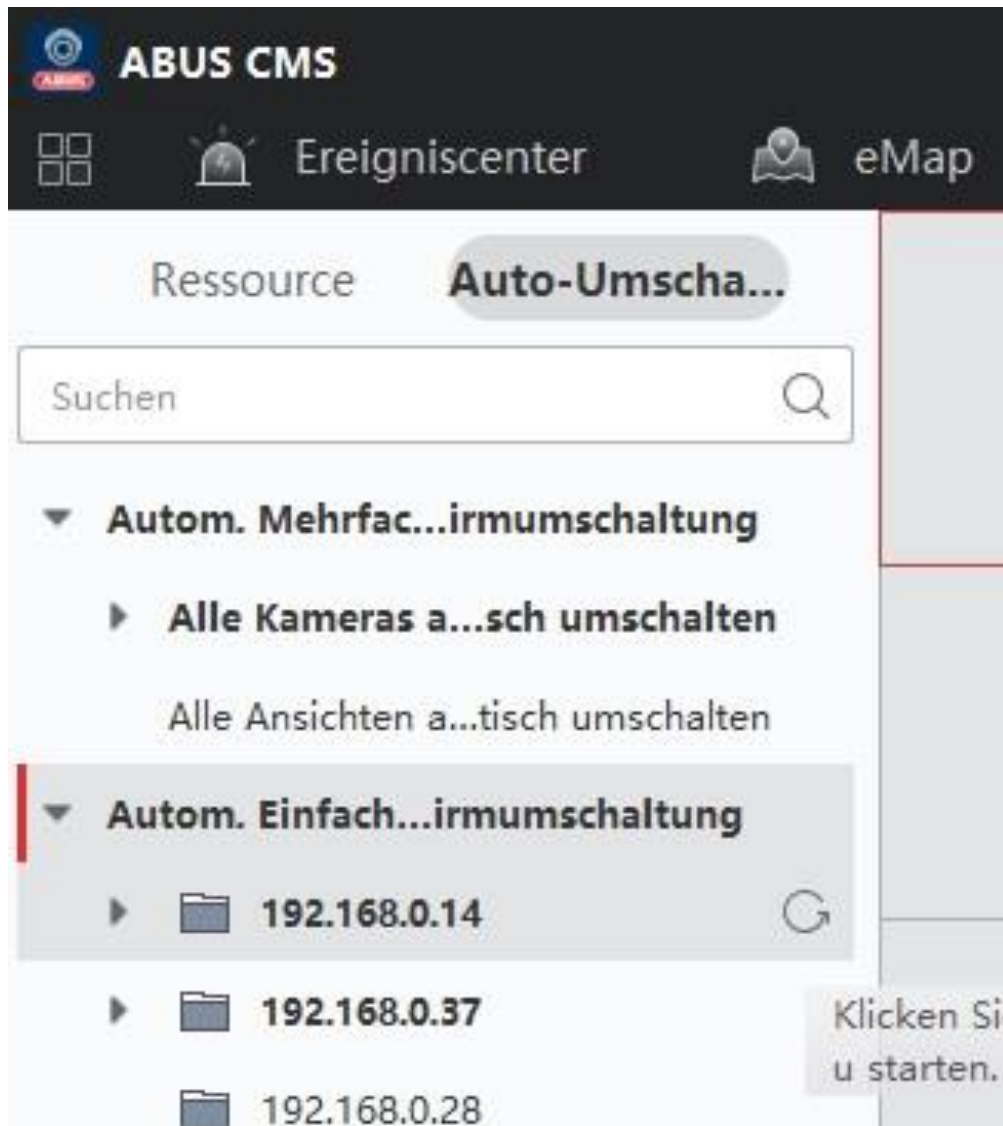 ABUS CMS
Ereigniscenter
eMap
Ressource
Auto-Umscha...
Suchen
Autom. Mehrfac...irmumschaltung
Alle Kameras a...sch umschalten
Alle Ansichten a...tisch umschalten
Autom. Einfach...irmumschaltung
192.168.0.14
192.168.0.37
Klicken Si
u starten.
192.168.0.28